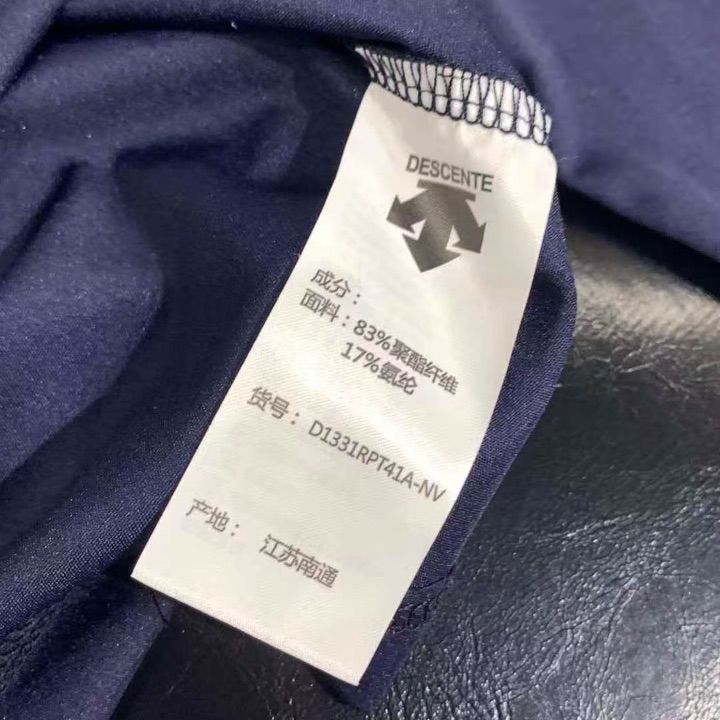 DESCENTE
成分：
面料：83%聚酯纤维
17%氨纶
货号：D1331RPT41A-NV
产地：江苏南通